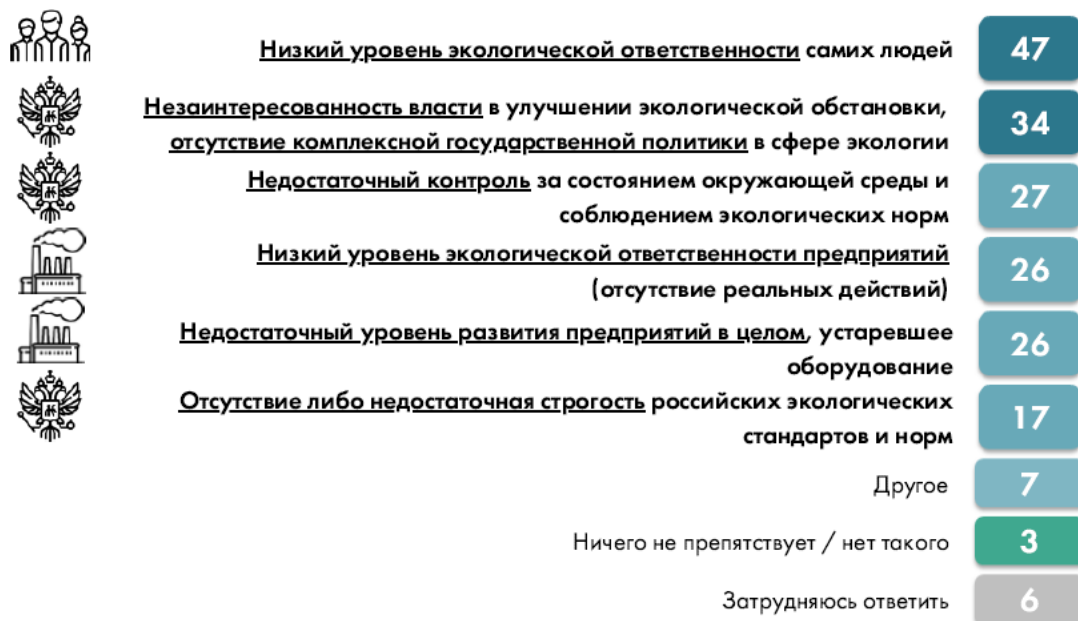 Низкий уровень экологической ответственности самих людей
47
Незаинтересованность власти в улучшении экологической обстановки,
отсутствие комплексной государственной политики в сфере экологии
34
Недостаточный контроль за состоянием окружающей среды и
соблюдением экологических норм
27
Низкий уровень экологической ответственности предприятий
(отсутствие реальных действий)
26
Недостаточный уровень развития предприятий в целом, устаревшее
оборудование
26
Отсутствие либо недостаточная строгость российских экологических
стандартов и норм
17
Другое
7
Ничего не препятствует / нет такого
3
Затрудняюсь ответить
6